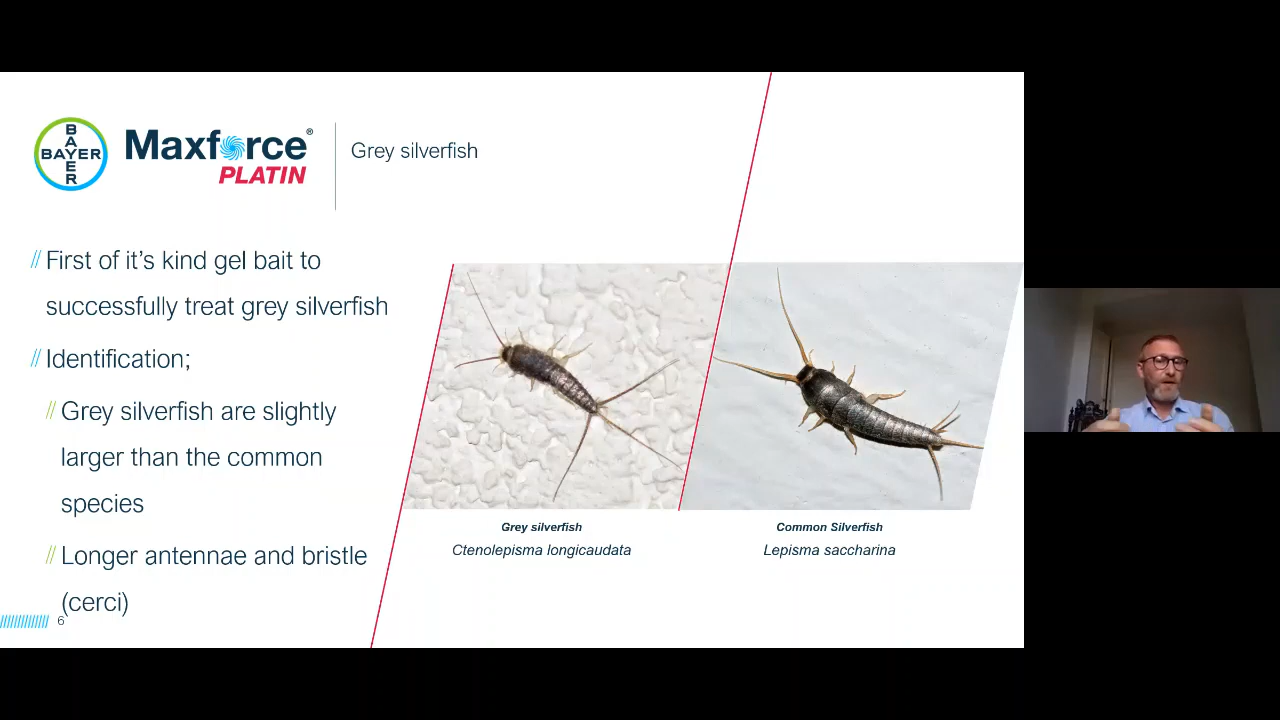 BAYER
BAYER
Maxforce®
PLATIN
Grey silverfish
// First of it's kind gel bait to
successfully treat grey silverfish
// Identification;
// Grey silverfish are slightly
larger than the common
species
// Longer antennae and bristle
(cerci)
Grey silverfish
Ctenolepisma longicaudata
Common Silverfish
Lepisma saccharina
6